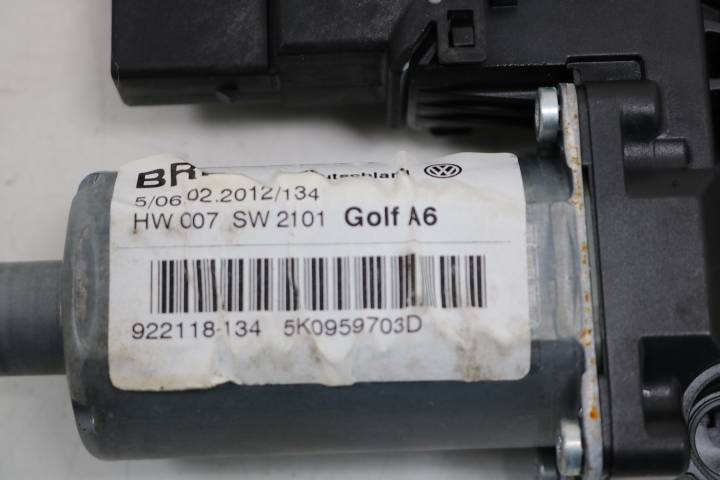 5/06.02.2012/134
HW 007 SW 2101 Golf A6
922118-134 5K0959703D